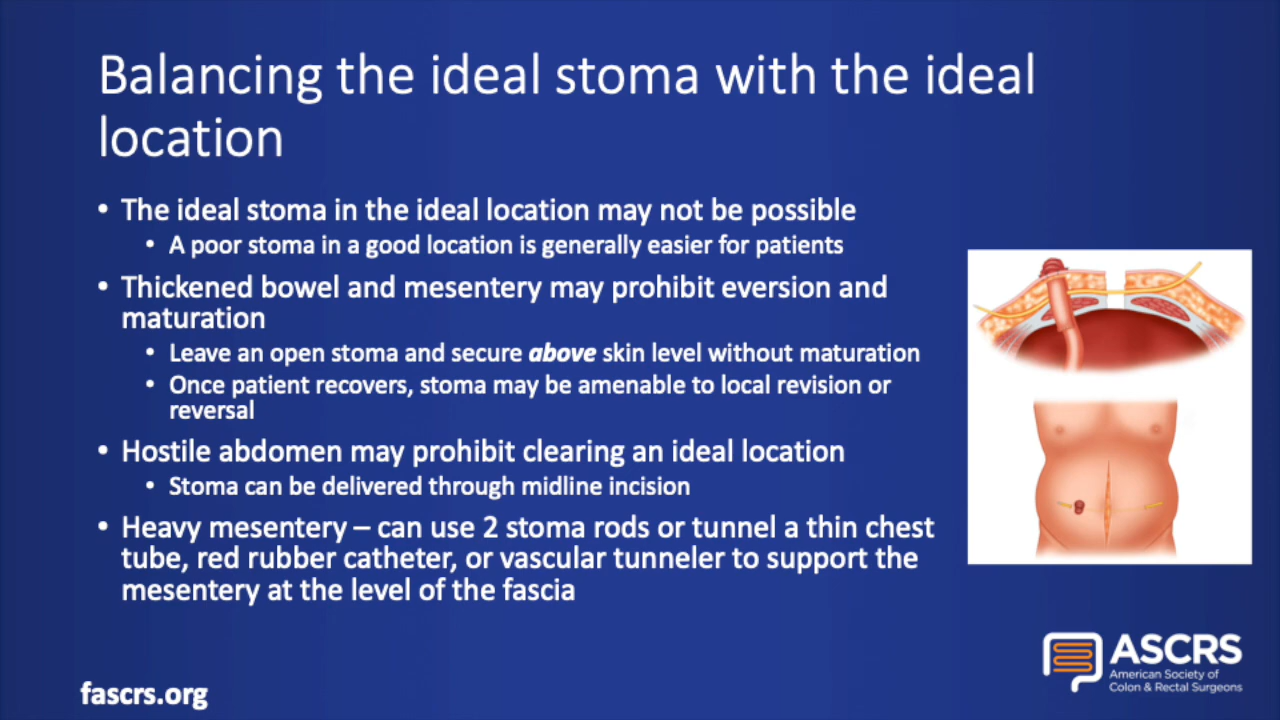 Balancing the ideal stoma with the ideal
location
• The ideal stoma in the ideal location may not be possible
• A poor stoma in a good location is generally easier for patients
• Thickened bowel and mesentery may prohibit eversion and
maturation
• Leave an open stoma and secure above skin level without maturation
• Once patient recovers, stoma may be amenable to local revision or
reversal
• Hostile abdomen may prohibit clearing an ideal location
• Stoma can be delivered through midline incision
• Heavy mesentery – can use 2 stoma rods or tunnel a thin chest
tube, red rubber catheter, or vascular tunneler to support the
mesentery at the level of the fascia
ASCRS
American Society of
Colon & Rectal Surgeons
fascrs.org